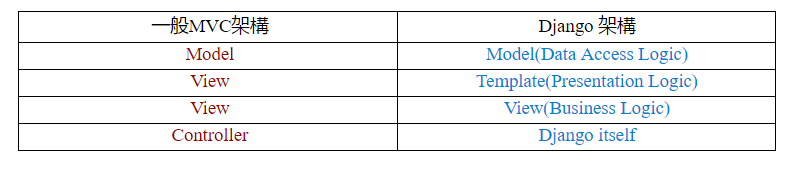 一般MVC架構 Django 架構
Model Model(Data Access Logic)
View Template(Presentation Logic)
View View(Business Logic)
Controller Django itself